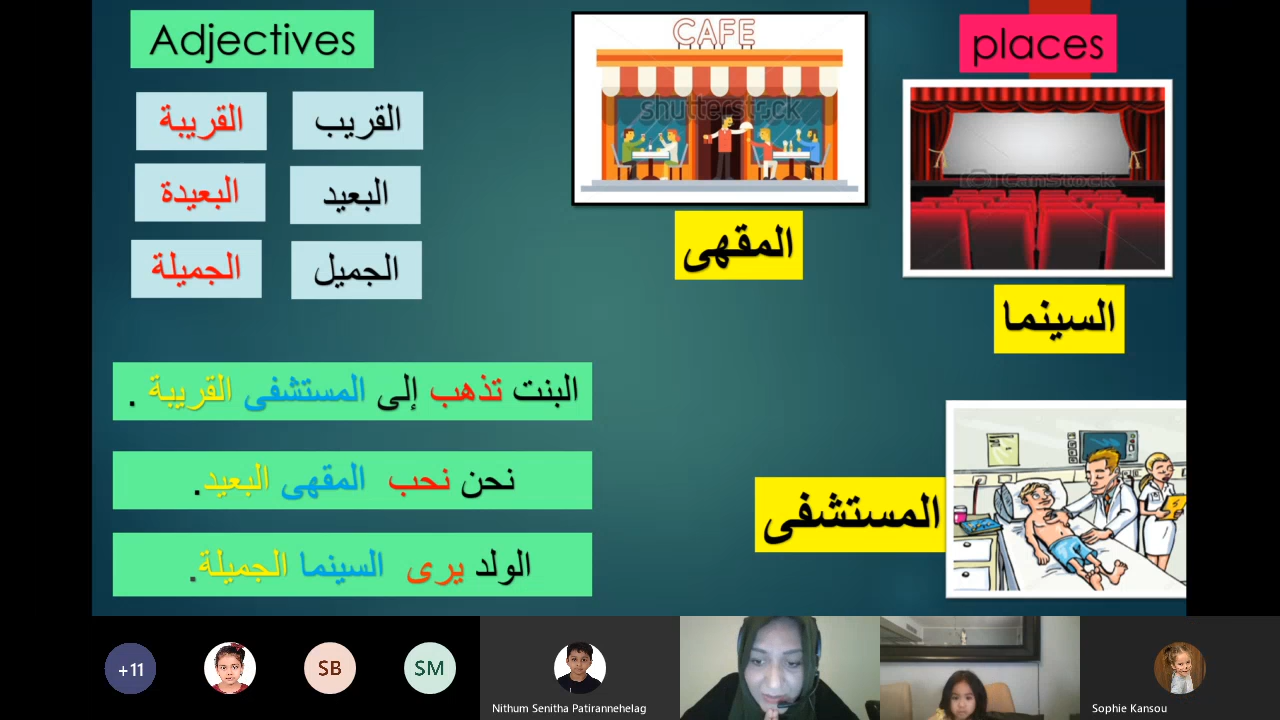 Adjectives
places
CAFE
shutterstock
القريب
القريبة
البعيد
البعيدة
الجميل
الجميلة
المقهى
CanStock
السينما
البنت تذهب إلى المستشفى القريبة .
نحن نحب المقهى البعيد.
الولد يرى السينما الجميلة.
المستشفى
+11
SB
SM
Nithum Senitha Patirannehelag
Sophie Kansou